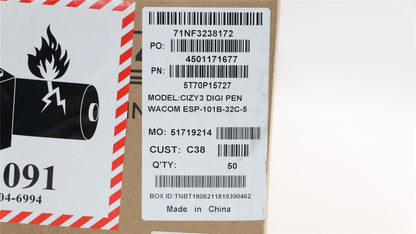 71NF3238172
PO:
4501171677
PN:
5T70P15727
MODEL:CIZY3 DIGI PEN
WACOM ESP-101B-32C-5
MO: 51719214
CUST: C38
Q'TY: 50
BOX ID:TNBT1806211819390462
Made in China
091
04-6994
IN